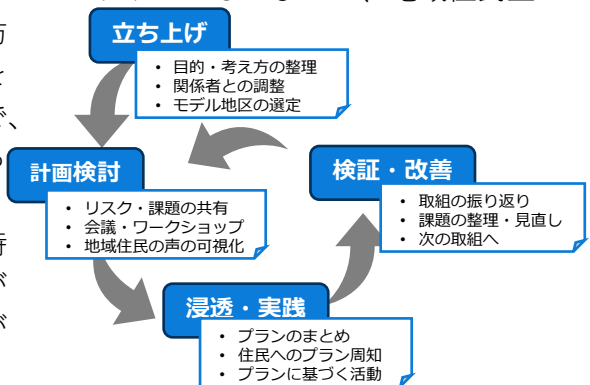 立ち上げ
• 目的・考え方の整理
• 関係者との調整
• モデル地区の選定
計画検討
• リスク・課題の共有
• 会議・ワークショップ
• 地域住民の声の可視化
検証・改善
• 取組の振り返り
• 課題の整理・見直し
• 次の取組へ
浸透・実践
• プランのまとめ
• 住民へのプラン周知
• プランに基づく活動